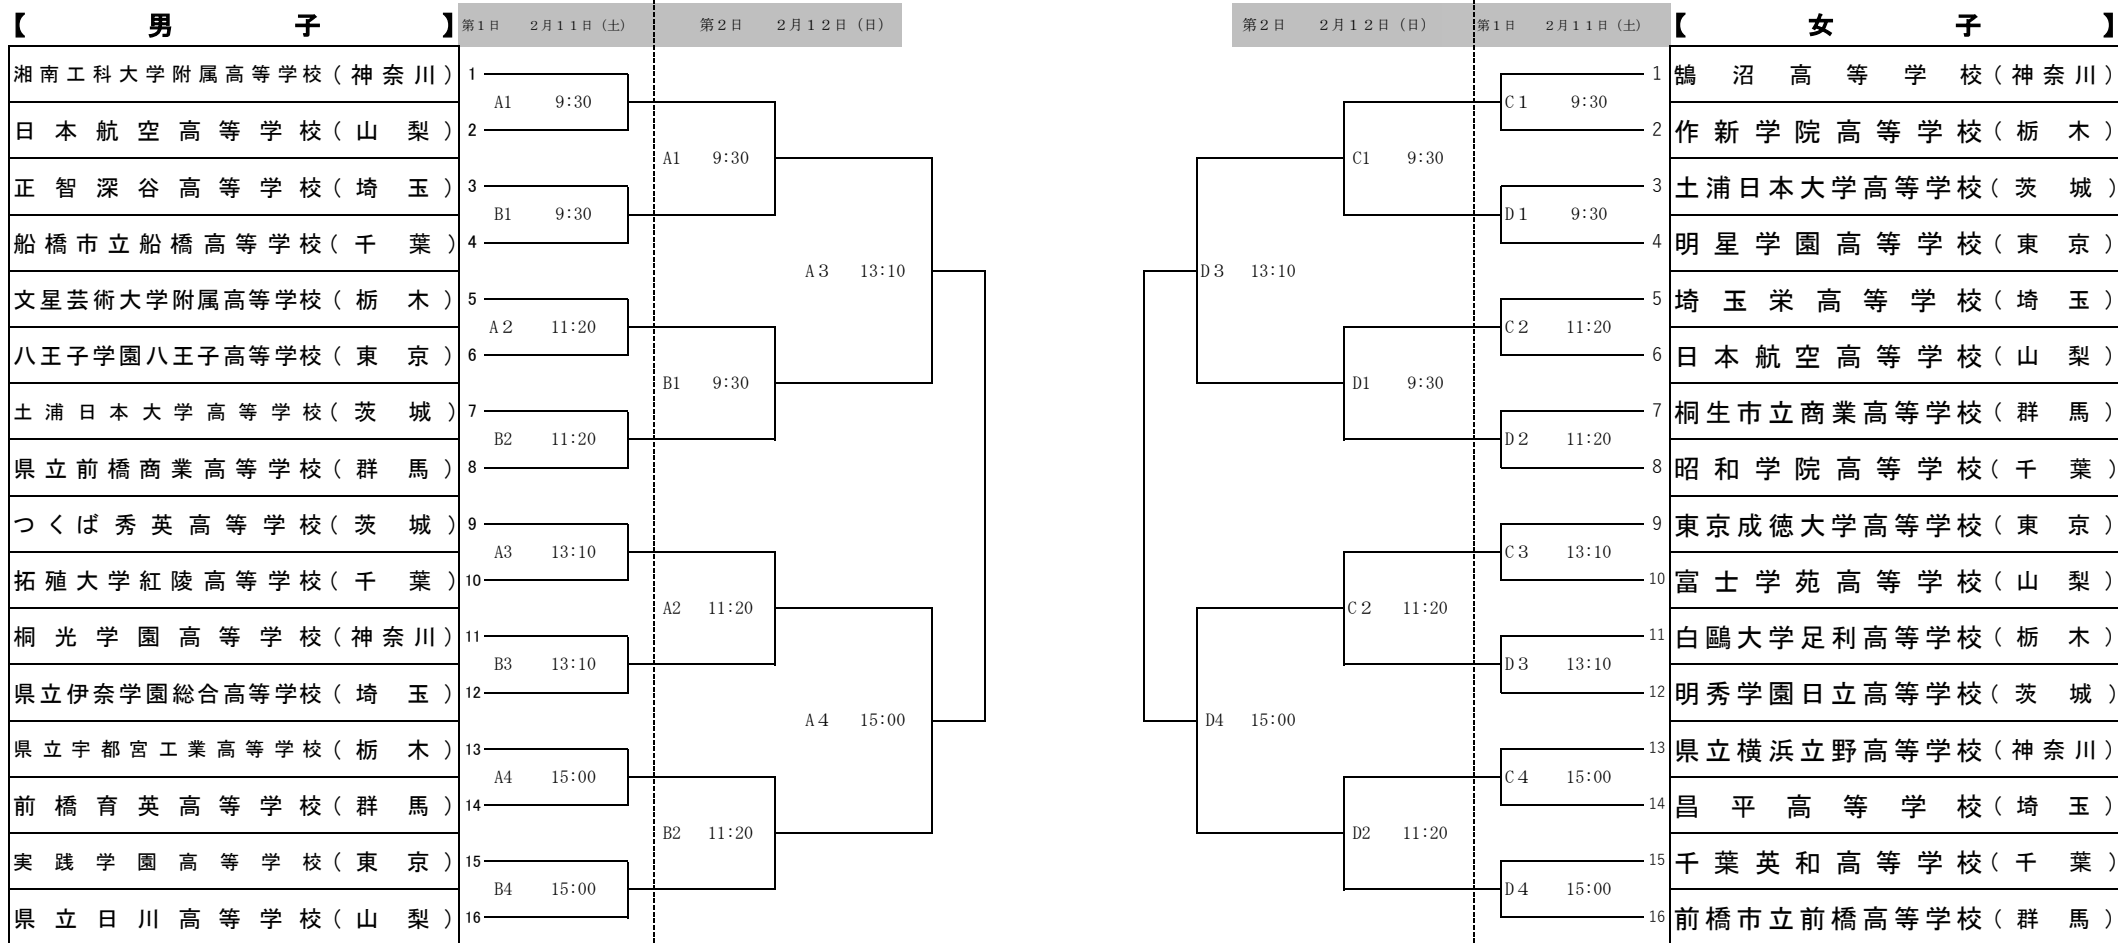 【 男 子 】
第1日 2月11日（土） 第2日 2月12日（日）
湘南工科大学附属高等学校（神奈川） 1
A1 9:30
日本航空高等学校（山梨） 2
A1 9:30
正智深谷高等学校（埼玉） 3
B1 9:30
船橋市立船橋高等学校（千葉） 4
A3 13:10
文星芸術大学附属高等学校（栃木） 5
A2 11:20
八王子学園八王子高等学校（東京） 6
B1 9:30
土浦日本大学高等学校（茨城） 7
B2 11:20
県立前橋商業高等学校（群馬） 8
つくば秀英高等学校（茨城） 9
A3 13:10
拓殖大学紅陵高等学校（千葉） 10
A2 11:20
桐光学園高等学校（神奈川） 11
B3 13:10
県立伊奈学園総合高等学校（埼玉） 12
A4 15:00
県立宇都宮工業高等学校（栃木） 13
A4 15:00
前橋育英高等学校（群馬） 14
B2 11:20
実践学園高等学校（東京） 15
B4 15:00
県立日川高等学校（山梨） 16
第2日 2月12日（日） 第1日 2月11日（土）
【 女 子 】
1 鵠沼高等学校（神奈川）
C1 9:30
2 作新学院高等学校（栃木）
C1 9:30
3 土浦日本大学高等学校（茨城）
D1 9:30
4 明星学園高等学校（東京）
D3 13:10
5 埼玉栄高等学校（埼玉）
C2 11:20
6 日本航空高等学校（山梨）
D1 9:30
7 桐生市立商業高等学校（群馬）
D2 11:20
8 昭和学院高等学校（千葉）
9 東京成徳大学高等学校（東京）
C3 13:10
10 富士学苑高等学校（山梨）
C2 11:20
11 白鷗大学足利高等学校（栃木）
D3 13:10
12 明秀学園日立高等学校（茨城）
D4 15:00
13 県立横浜立野高等学校（神奈川）
C4 15:00
14 昌平高等学校（埼玉）
D2 11:20
15 千葉英和高等学校（千葉）
D4 15:00
16 前橋市立前橋高等学校（群馬）